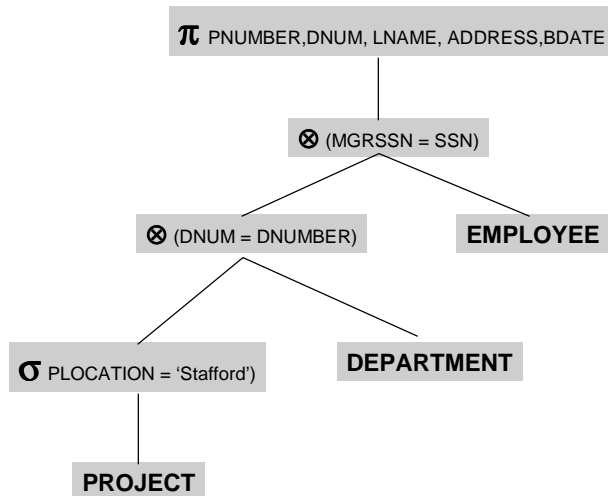 π PNUMBER,DNUM, LNAME, ADDRESS,BDATE
⊗ (MGRSSN = SSN)
⊗ (DNUM = DNUMBER)
EMPLOYEE
σ PLOCATION = ‘Stafford’)
DEPARTMENT
PROJECT